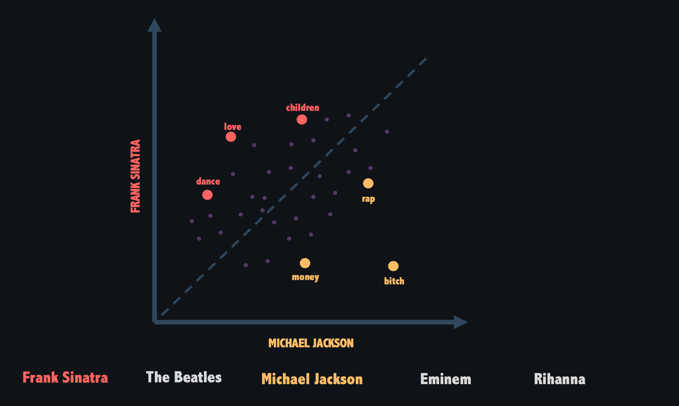 children
love
dance
FRANK SINATRA
rap
money
bitch
MICHAEL JACKSON
Frank Sinatra The Beatles Michael Jackson Eminem Rihanna